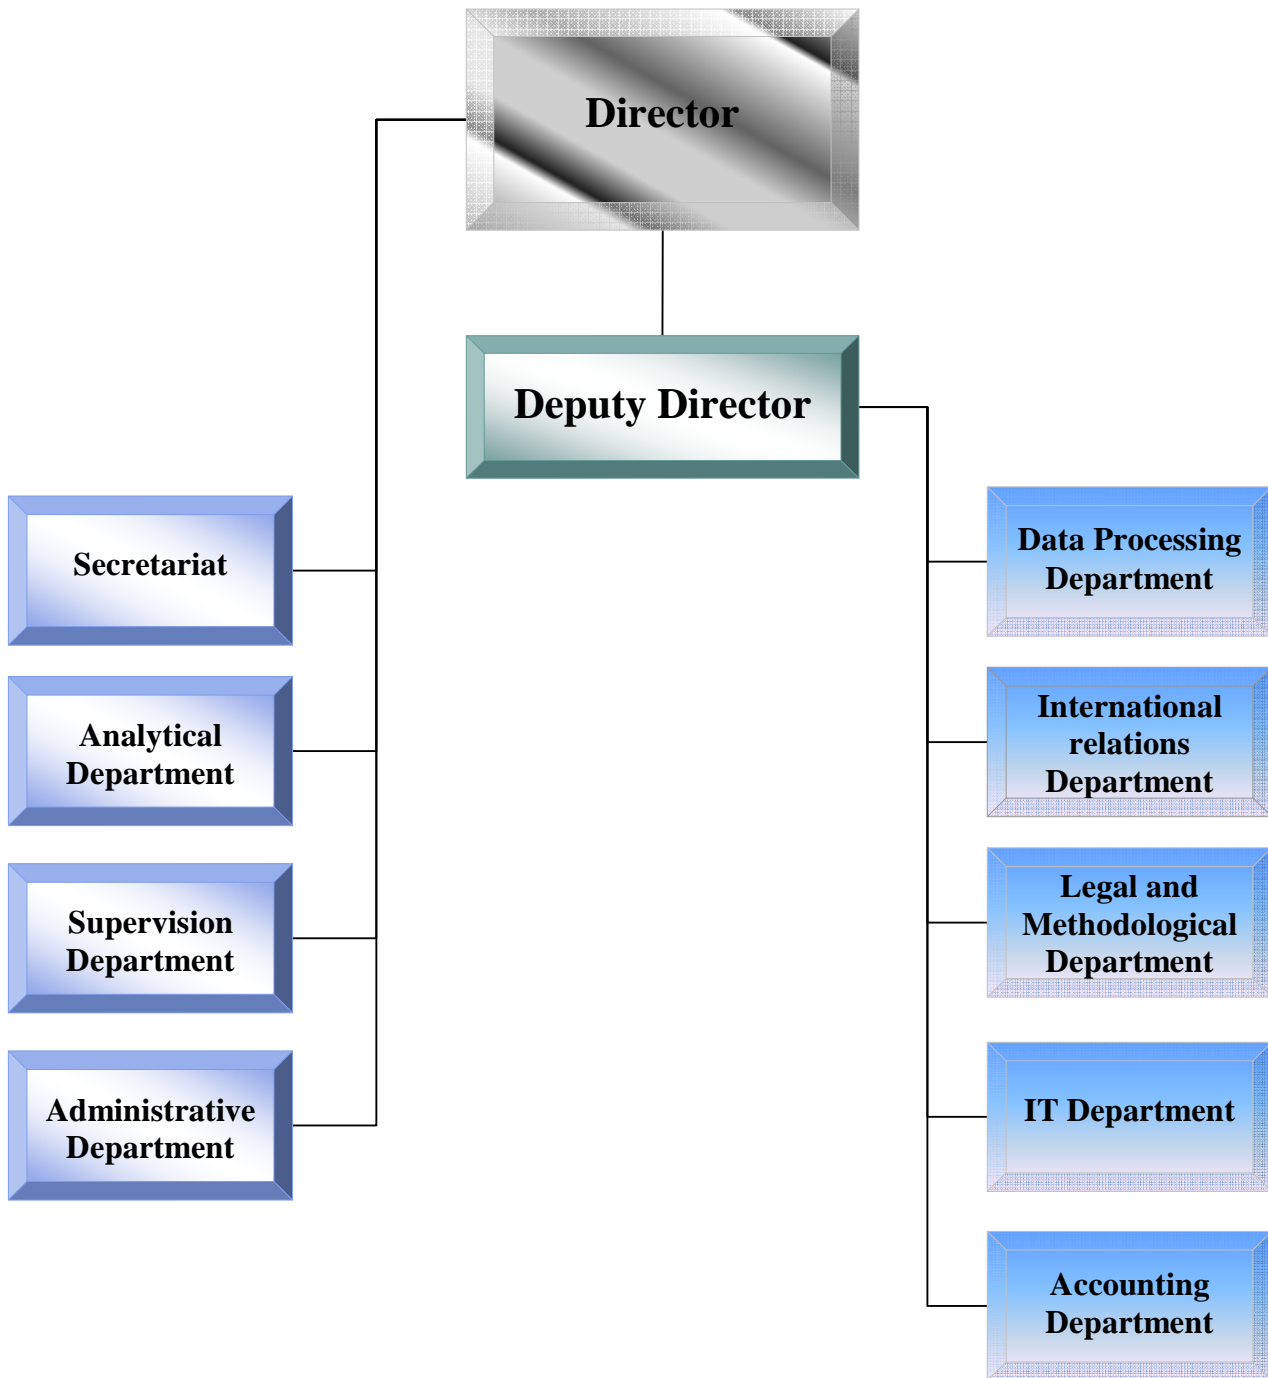 Director
Deputy Director
Secretariat
Analytical
Department
Supervision
Department
Administrative
Department
Data Processing
Department
International
relations
Department
Legal and
Methodological
Department
IT Department
Accounting
Department